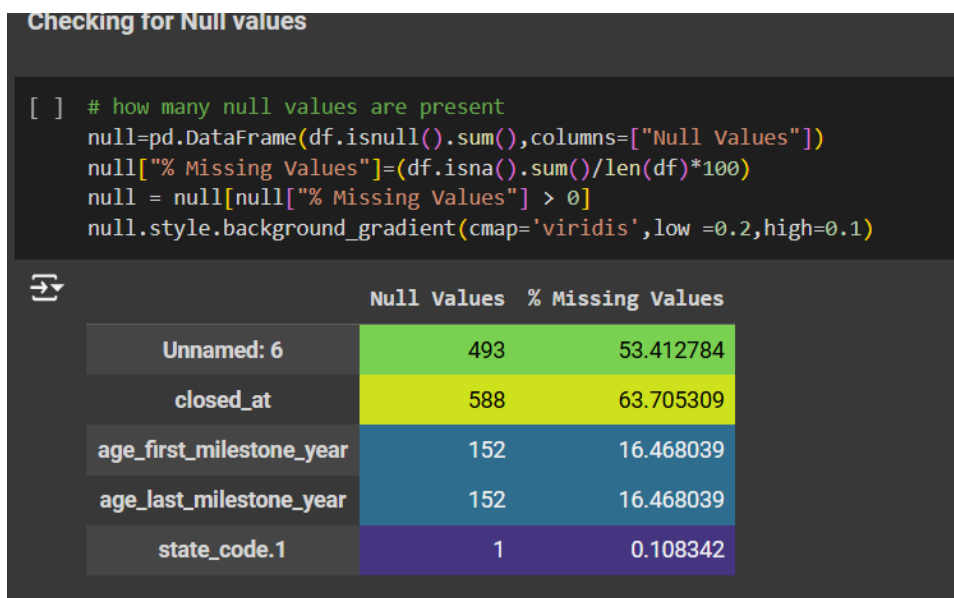 Checking for Null values
[ ] # how many null values are present
null=pd.DataFrame(df.isnull().sum(),columns=["Null Values"])
null["% Missing Values"]=(df.isna().sum()/len(df)*100)
null = null[null["% Missing Values"] > 0]
null.style.background_gradient(cmap='viridis',low =0.2,high=0.1)
Null Values % Missing Values
Unnamed: 6 493 53.412784
closed_at 588 63.705309
age_first_milestone_year 152 16.468039
age_last_milestone_year 152 16.468039
state_code.1 1 0.108342